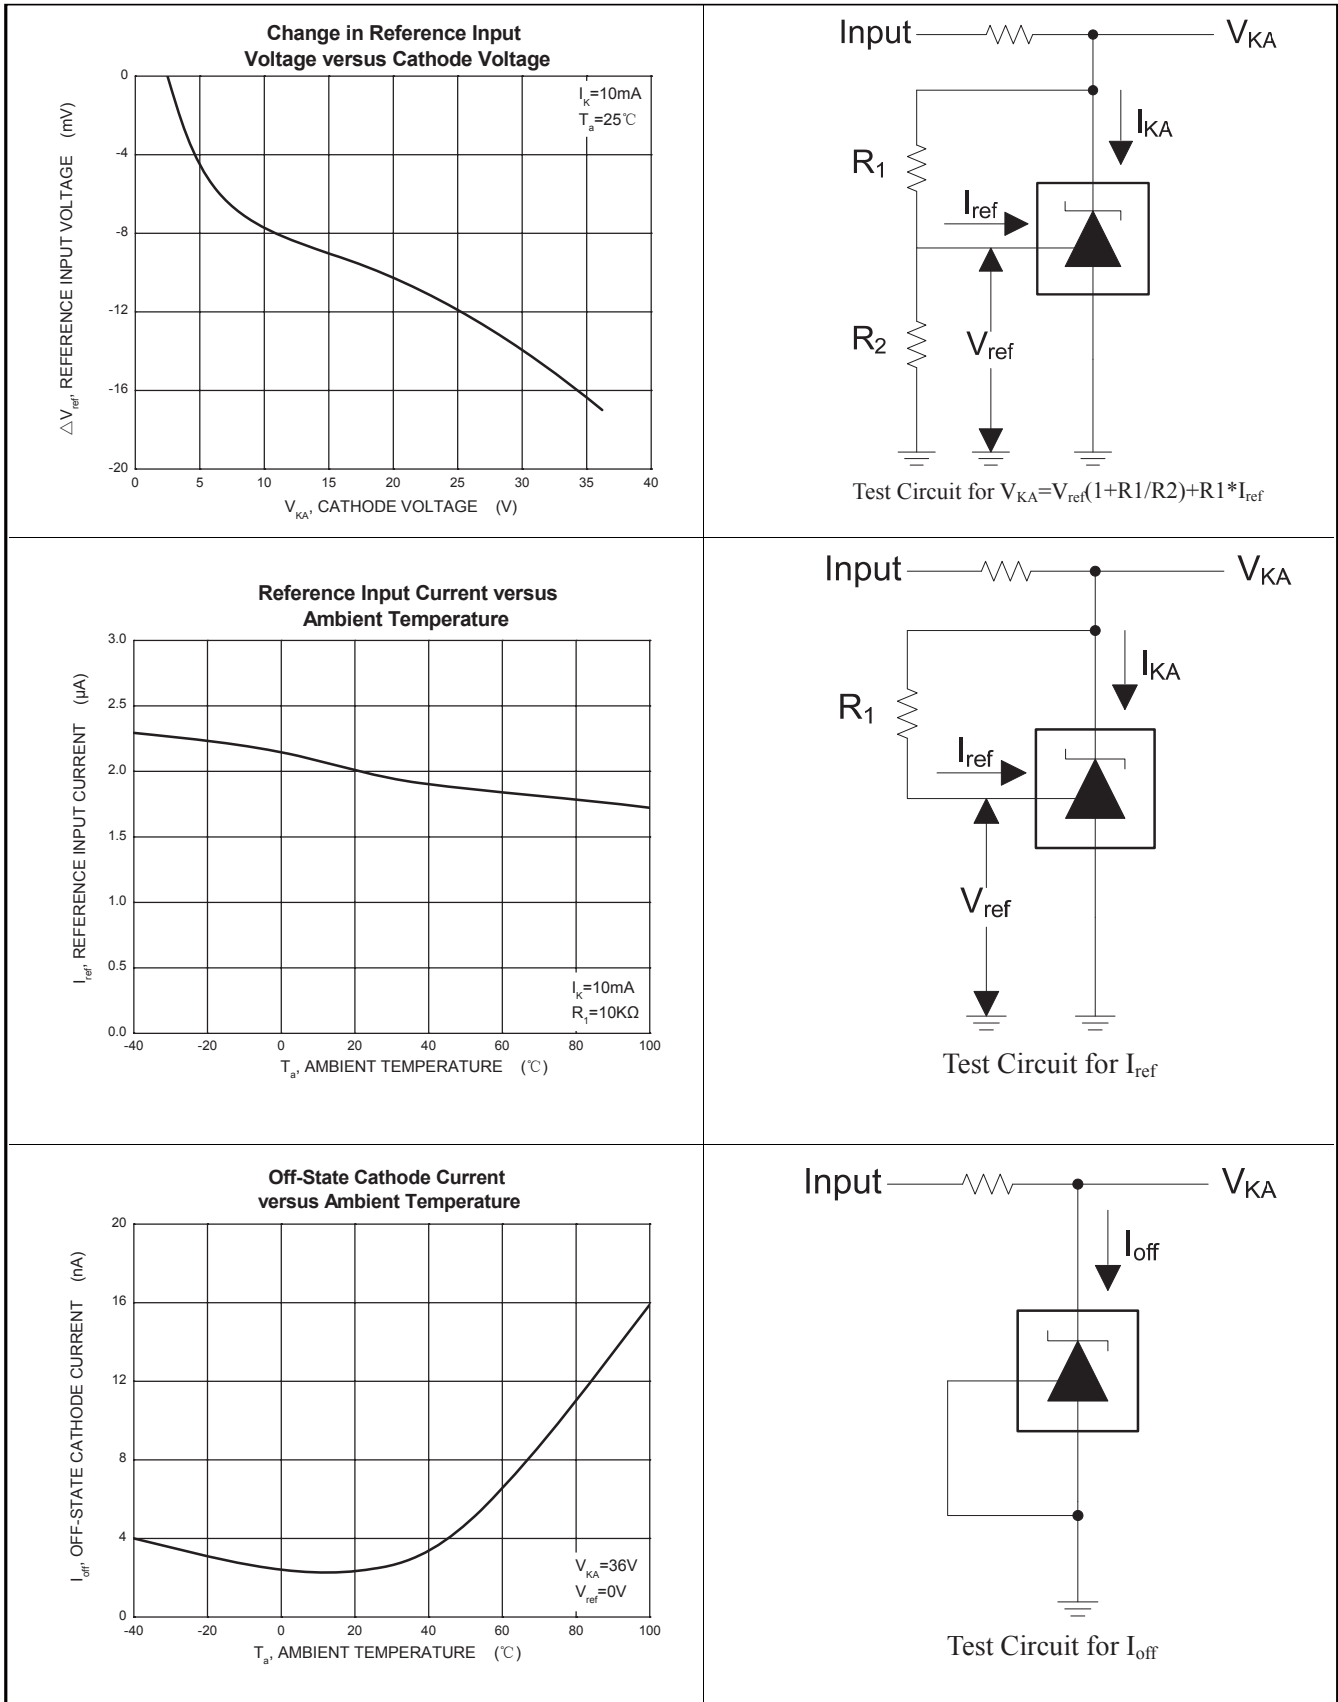 Change in Reference Input
Voltage versus Cathode Voltage
I_K=10mA
T_a=25℃
0
-4
-8
-12
-16
-20
0 5 10 15 20 25 30 35 40
△V_ref, REFERENCE INPUT VOLTAGE (mV)
V_KA, CATHODE VOLTAGE (V)
Input
V_KA
I_KA
R_1
I_ref
R_2
V_ref
Test Circuit for V_KA=V_ref(1+R1/R2)+R1*I_ref
Reference Input Current versus
Ambient Temperature
3.0
2.5
2.0
1.5
1.0
0.5
0.0
I_K=10mA
R_1=10KΩ
-40 -20 0 20 40 60 80 100
I_ref, REFERENCE INPUT CURRENT (μA)
T_a, AMBIENT TEMPERATURE (℃)
Input
V_KA
I_KA
R_1
I_ref
V_ref
Test Circuit for I_ref
Off-State Cathode Current
versus Ambient Temperature
20
16
12
8
4
0
V_KA=36V
V_ref=0V
-40 -20 0 20 40 60 80 100
I_off, OFF-STATE CATHODE CURRENT (nA)
T_a, AMBIENT TEMPERATURE (℃)
Input
V_KA
I_off
Test Circuit for I_off